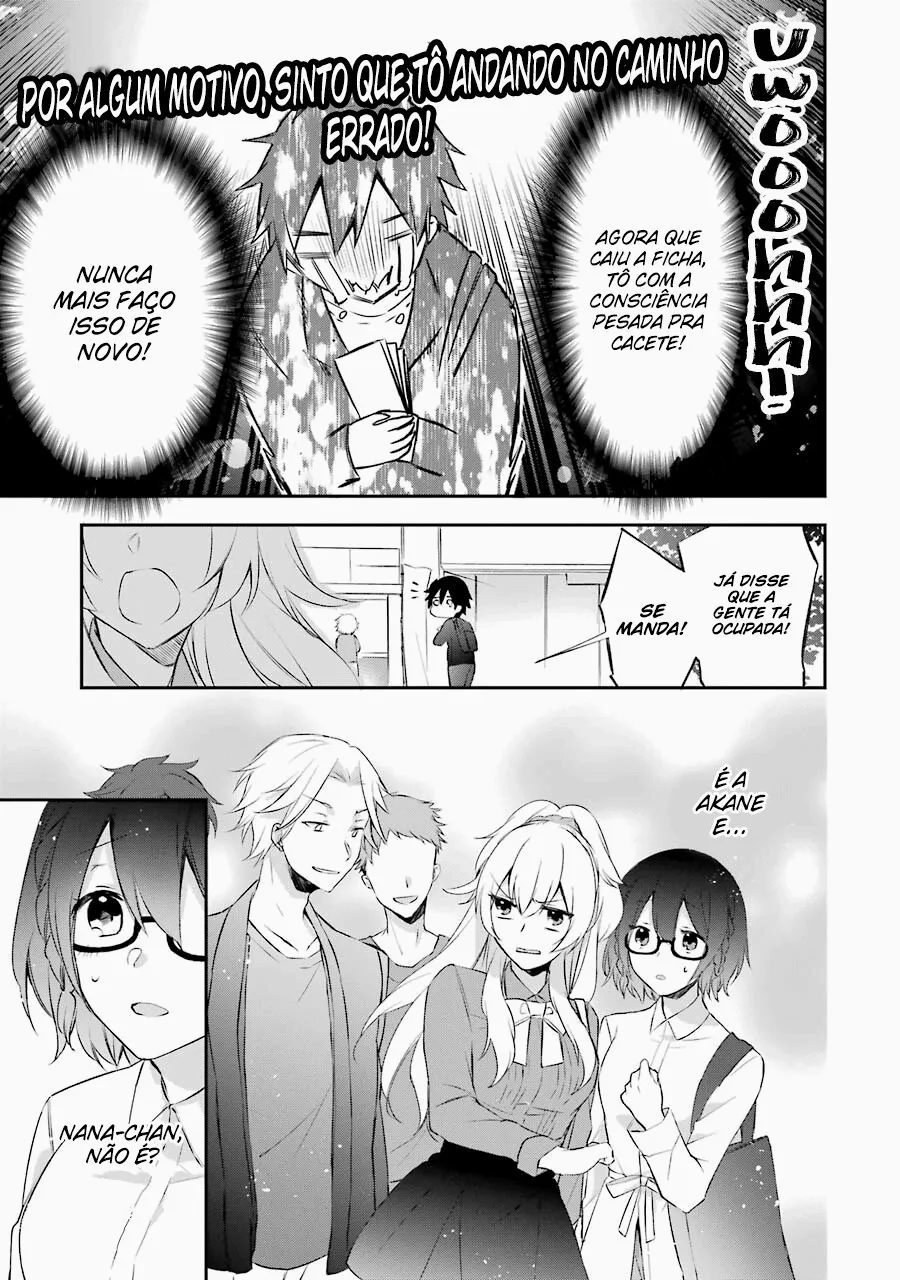 UWOOOHHH!
POR ALGUM MOTIVO, SINTO QUE TÔ ANDANDO NO CAMINHO
ERRADO!
AGORA QUE
CAIU A FICHA,
TÔ COM A
CONSCIÊNCIA
PESADA PRA
CACETE!
NUNCA
MAIS FAÇO
ISSO DE
NOVO!
JÁ DISSE
QUE A
GENTE TÁ
OCUPADA!
SE
MANDA!
É A
AKANE
E...
NANA-CHAN,
NÃO É?